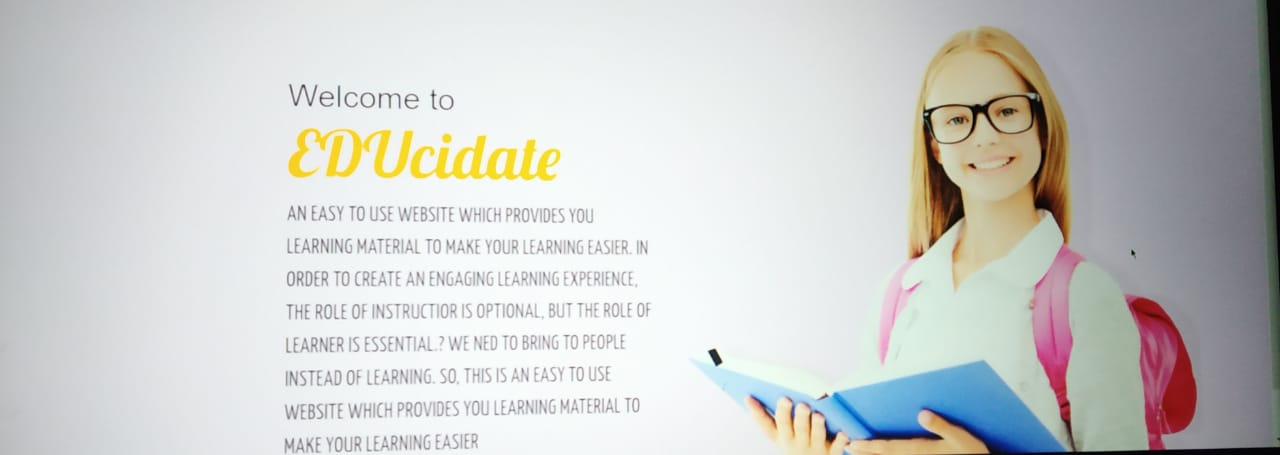 Welcome to
EDUcidate
AN EASY TO USE WEBSITE WHICH PROVIDES YOU
LEARNING MATERIAL TO MAKE YOUR LEARNING EASIER. IN
ORDER TO CREATE AN ENGAGING LEARNING EXPERIENCE,
THE ROLE OF INSTRUCTIOR IS OPTIONAL, BUT THE ROLE OF
LEARNER IS ESSENTIAL.? WE NED TO BRING TO PEOPLE
INSTEAD OF LEARNING. SO, THIS IS AN EASY TO USE
WEBSITE WHICH PROVIDES YOU LEARNING MATERIAL TO
MAKE YOUR LEARNING EASIER